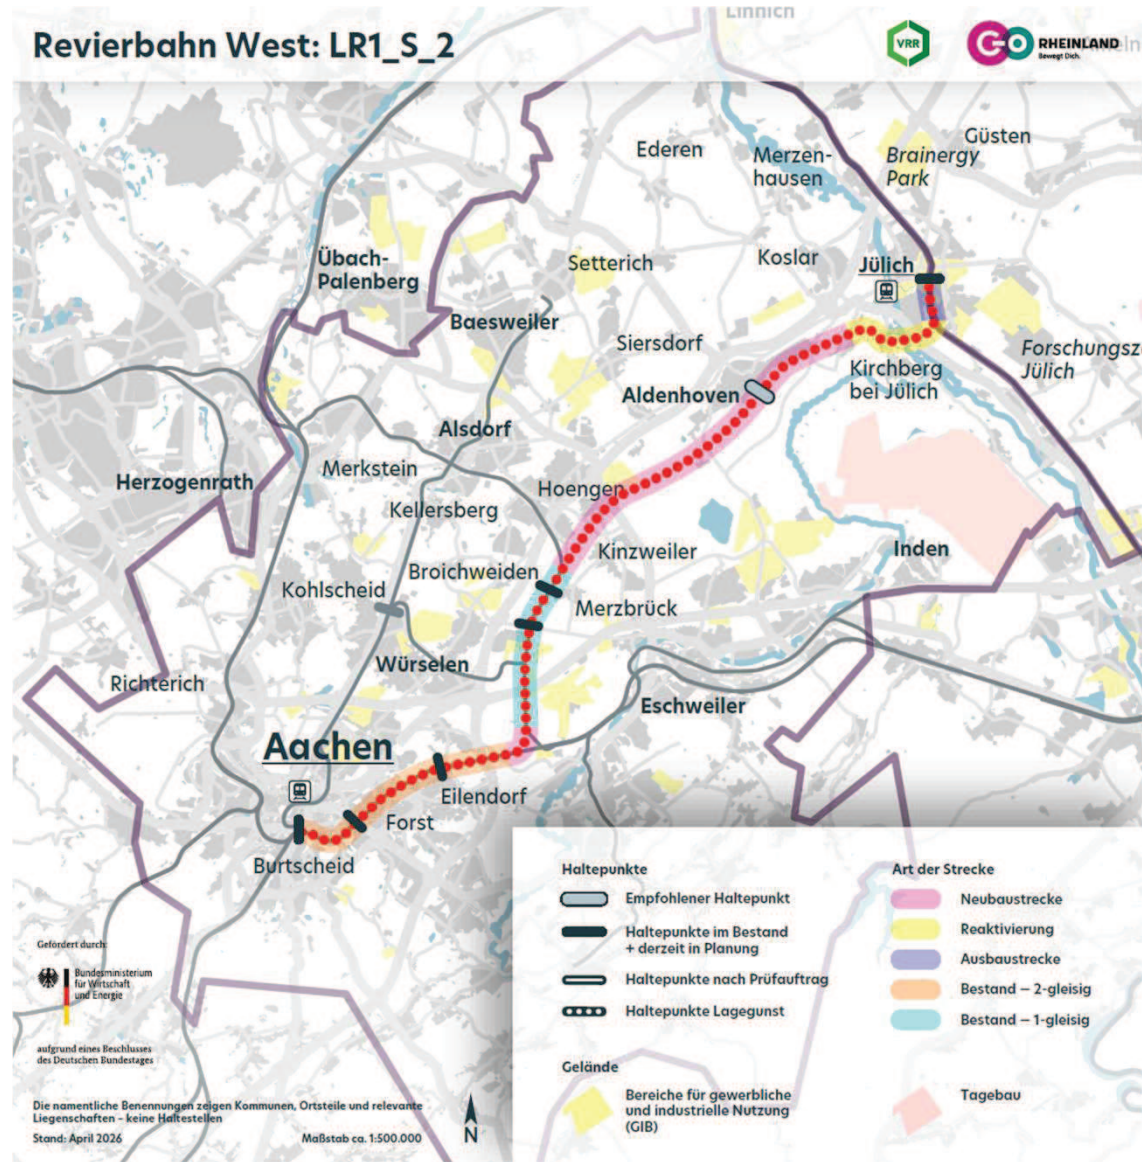 Linnich
Revierbahn West: LR1_S_2
VRR
GO RHEINLAND
Bewegt Dich.
Ederen
Merzen-
hausen
Brainergy
Park
Güsten
Übach-
Palenberg
Setterich
Koslar
Jülich
Baesweiler
Siersdorf
Forschungsz
Jülich
Kirchberg
bei Jülich
Aldenhoven
Alsdorf
Merkstein
Herzogenrath
Hoengen
Kellersberg
Kinzweiler
Inden
Broichweiden
Kohlscheid
Merzbrück
Würselen
Richterich
Eschweiler
Aachen
Eilendorf
Forst
Burtscheid
Haltepunkte
Empfohlener Haltepunkt
Haltepunkte im Bestand
+ derzeit in Planung
Haltepunkte nach Prüfauftrag
Haltepunkte Lagegunst
Art der Strecke
Neubaustrecke
Reaktivierung
Ausbaustrecke
Bestand – 2-gleisig
Bestand – 1-gleisig
Gelände
Bereiche für gewerbliche
und industrielle Nutzung
(GIB)
Tagebau
Gefördert durch:
Bundesministerium
für Wirtschaft
und Energie
aufgrund eines Beschlusses
des Deutschen Bundestages
Die namentliche Benennungen zeigen Kommunen, Ortsteile und relevante
Liegenschaften – keine Haltestellen
Stand: April 2026
Maßstab ca. 1:500.000
N